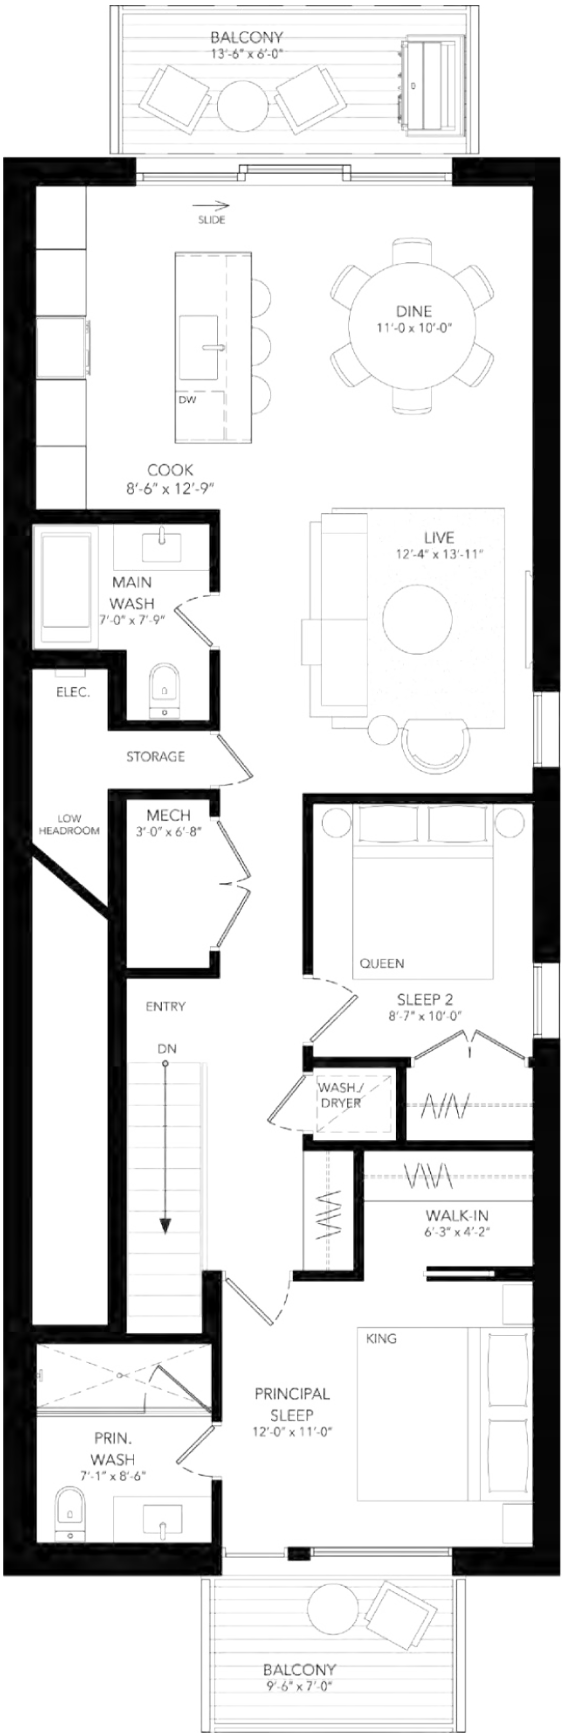 BALCONY
13'-6" x 6'-0"
SLIDE
DINE
11'-0 x 10'-0"
DW
COOK
8'-6" x 12'-9"
LIVE
12'-4" x 13'-11"
MAIN
WASH
7'-0" x 7'-9"
ELEC.
STORAGE
LOW
HEADROOM
MECH
3'-0" x 6'-8"
QUEEN
SLEEP 2
8'-7" x 10'-0"
ENTRY
DN
WASH./
DRYER
WALK-IN
6'-3" x 4'-2"
KING
PRINCIPAL
SLEEP
12'-0" x 11'-0"
PRIN.
WASH
7'-1" x 8'-6"
BALCONY
9'-6" x 7'-0"